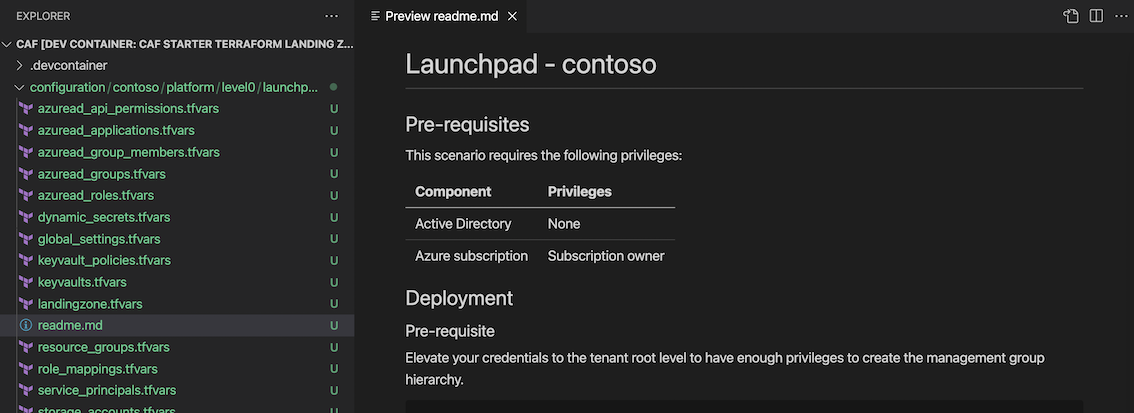 EXPLORER
Preview readme.md
CAF [DEV CONTAINER: CAF STARTER TERRAFORM LANDING Z...
.devcontainer
configuration / contoso / platform / level0 / launchp...
azuread_api_permissions.tfvars U
azuread_applications.tfvars U
azuread_group_members.tfvars U
azuread_groups.tfvars U
azuread_roles.tfvars U
dynamic_secrets.tfvars U
global_settings.tfvars U
keyvault_policies.tfvars U
keyvaults.tfvars U
landingzone.tfvars U
readme.md U
resource_groups.tfvars U
role_mappings.tfvars U
service_principals.tfvars U
storage_accounts.tfvars U
Launchpad - contoso
Pre-requisites
This scenario requires the following privileges:
Component Privileges
Active Directory None
Azure subscription Subscription owner
Deployment
Pre-requisite
Elevate your credentials to the tenant root level to have enough privileges to create the management group
hierarchy.